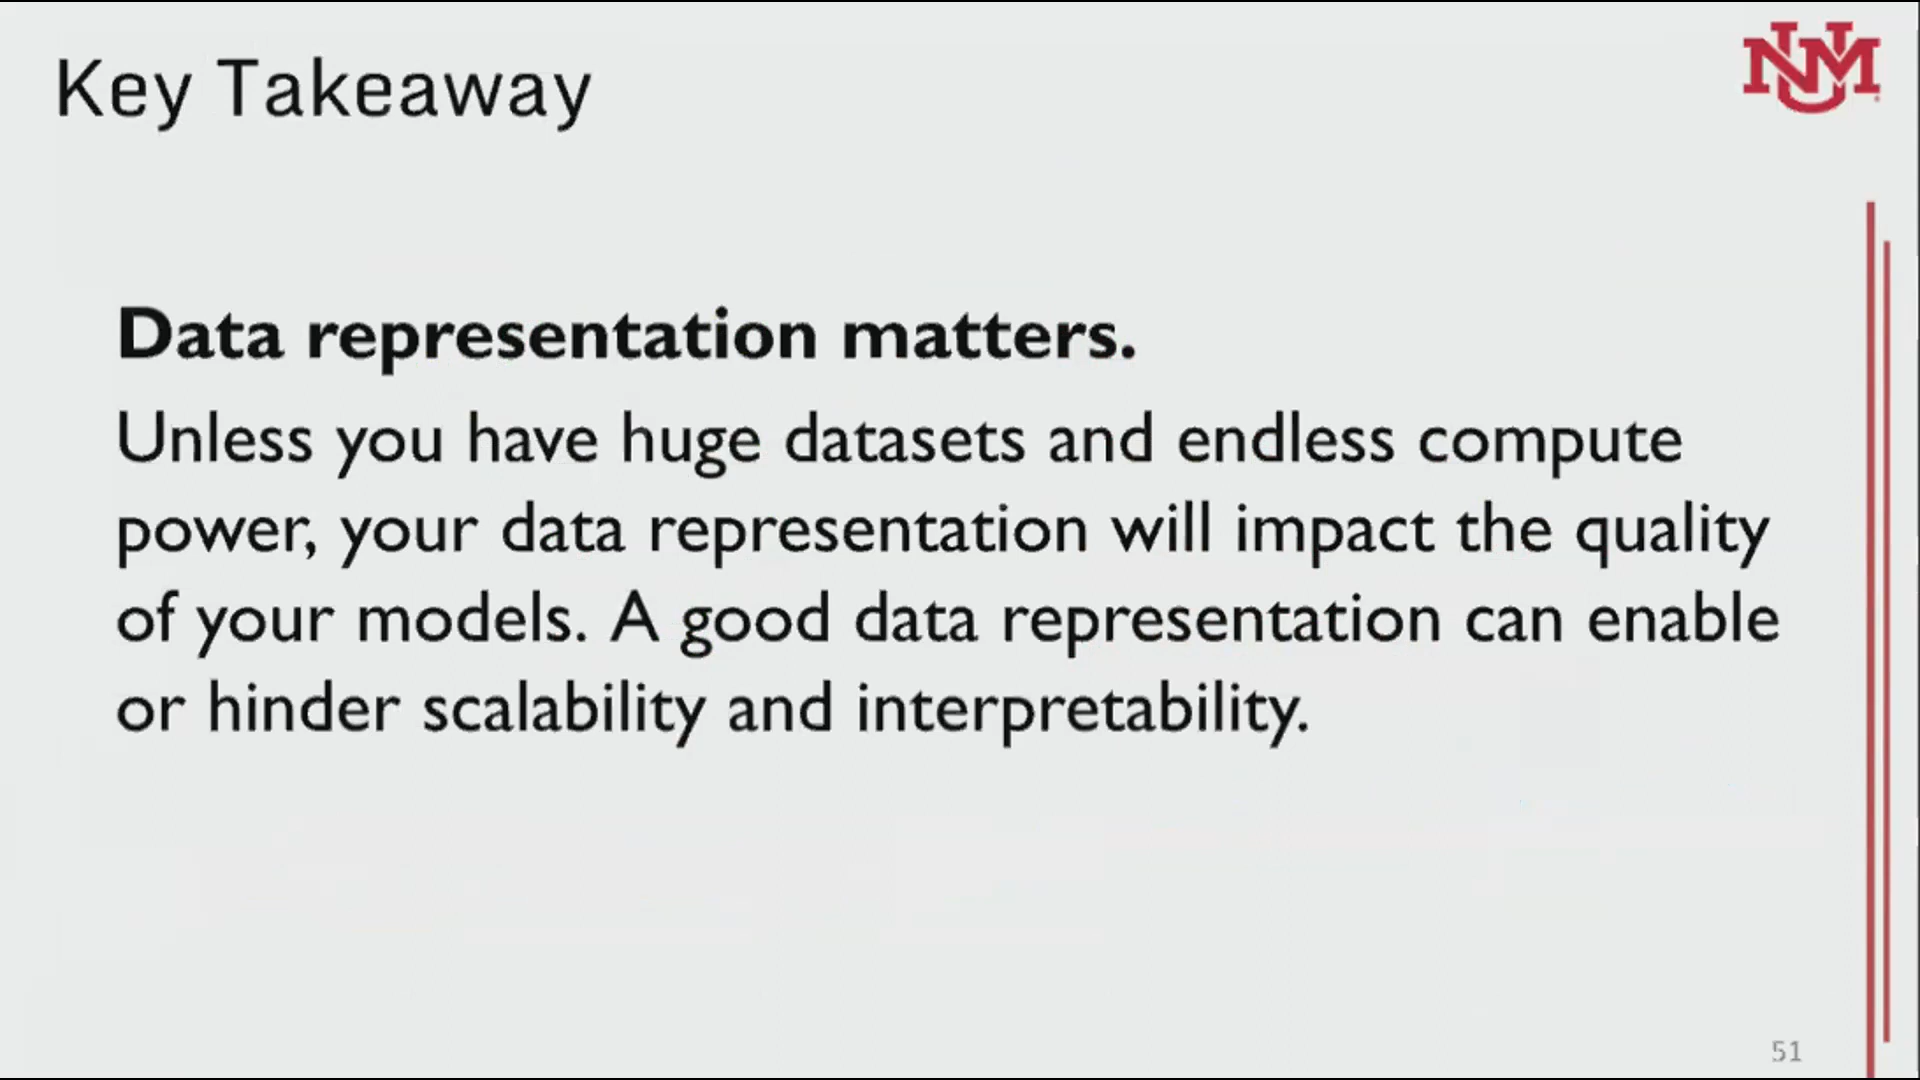 Key Takeaway
UNM
Data representation matters.
Unless you have huge datasets and endless compute
power, your data representation will impact the quality
of your models. A good data representation can enable
or hinder scalability and interpretability.
51